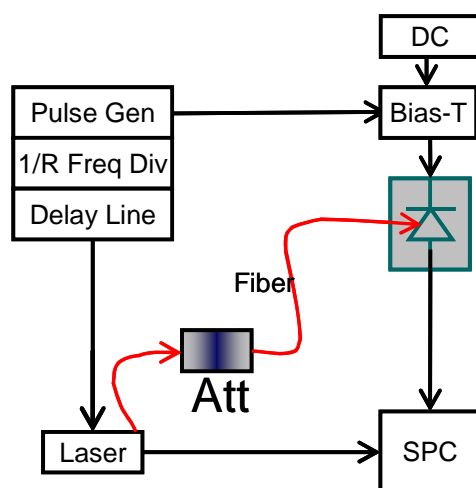 DC
Pulse Gen
Bias-T
1/R Freq Div
Delay Line
Fiber
Att
Laser
SPC